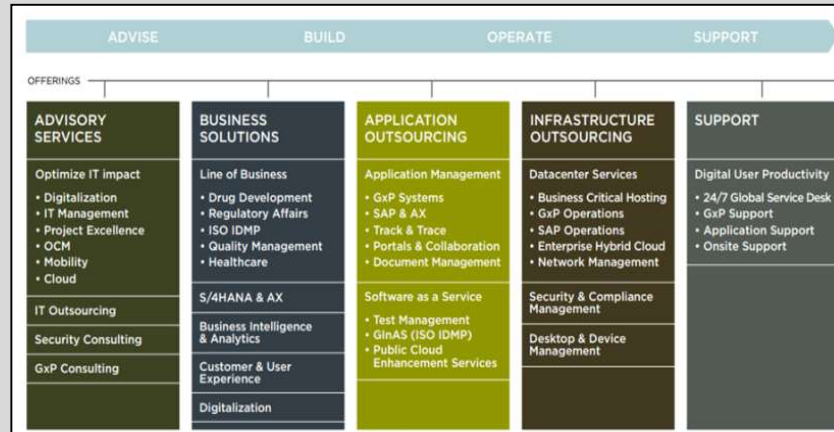 ADVISE
BUILD
OPERATE
SUPPORT
OFFERINGS
ADVISORY
SERVICES
Optimize IT impact
• Digitalization
• IT Management
• Project Excellence
• OCM
• Mobility
• Cloud
IT Outsourcing
Security Consulting
GxP Consulting
BUSINESS
SOLUTIONS
Line of Business
• Drug Development
• Regulatory Affairs
• ISO IDMP
• Quality Management
• Healthcare
S/4HANA & AX
Business Intelligence
& Analytics
Customer & User
Experience
Digitalization
APPLICATION
OUTSOURCING
Application Management
• GxP Systems
• SAP & AX
• Track & Trace
• Portals & Collaboration
• Document Management
Software as a Service
• Test Management
• GInAS (ISO IDMP)
• Public Cloud
Enhancement Services
INFRASTRUCTURE
OUTSOURCING
Datacenter Services
• Business Critical Hosting
• GxP Operations
• SAP Operations
• Enterprise Hybrid Cloud
• Network Management
Security & Compliance
Management
Desktop & Device
Management
SUPPORT
Digital User Productivity
• 24/7 Global Service Desk
• GxP Support
• Application Support
• Onsite Support